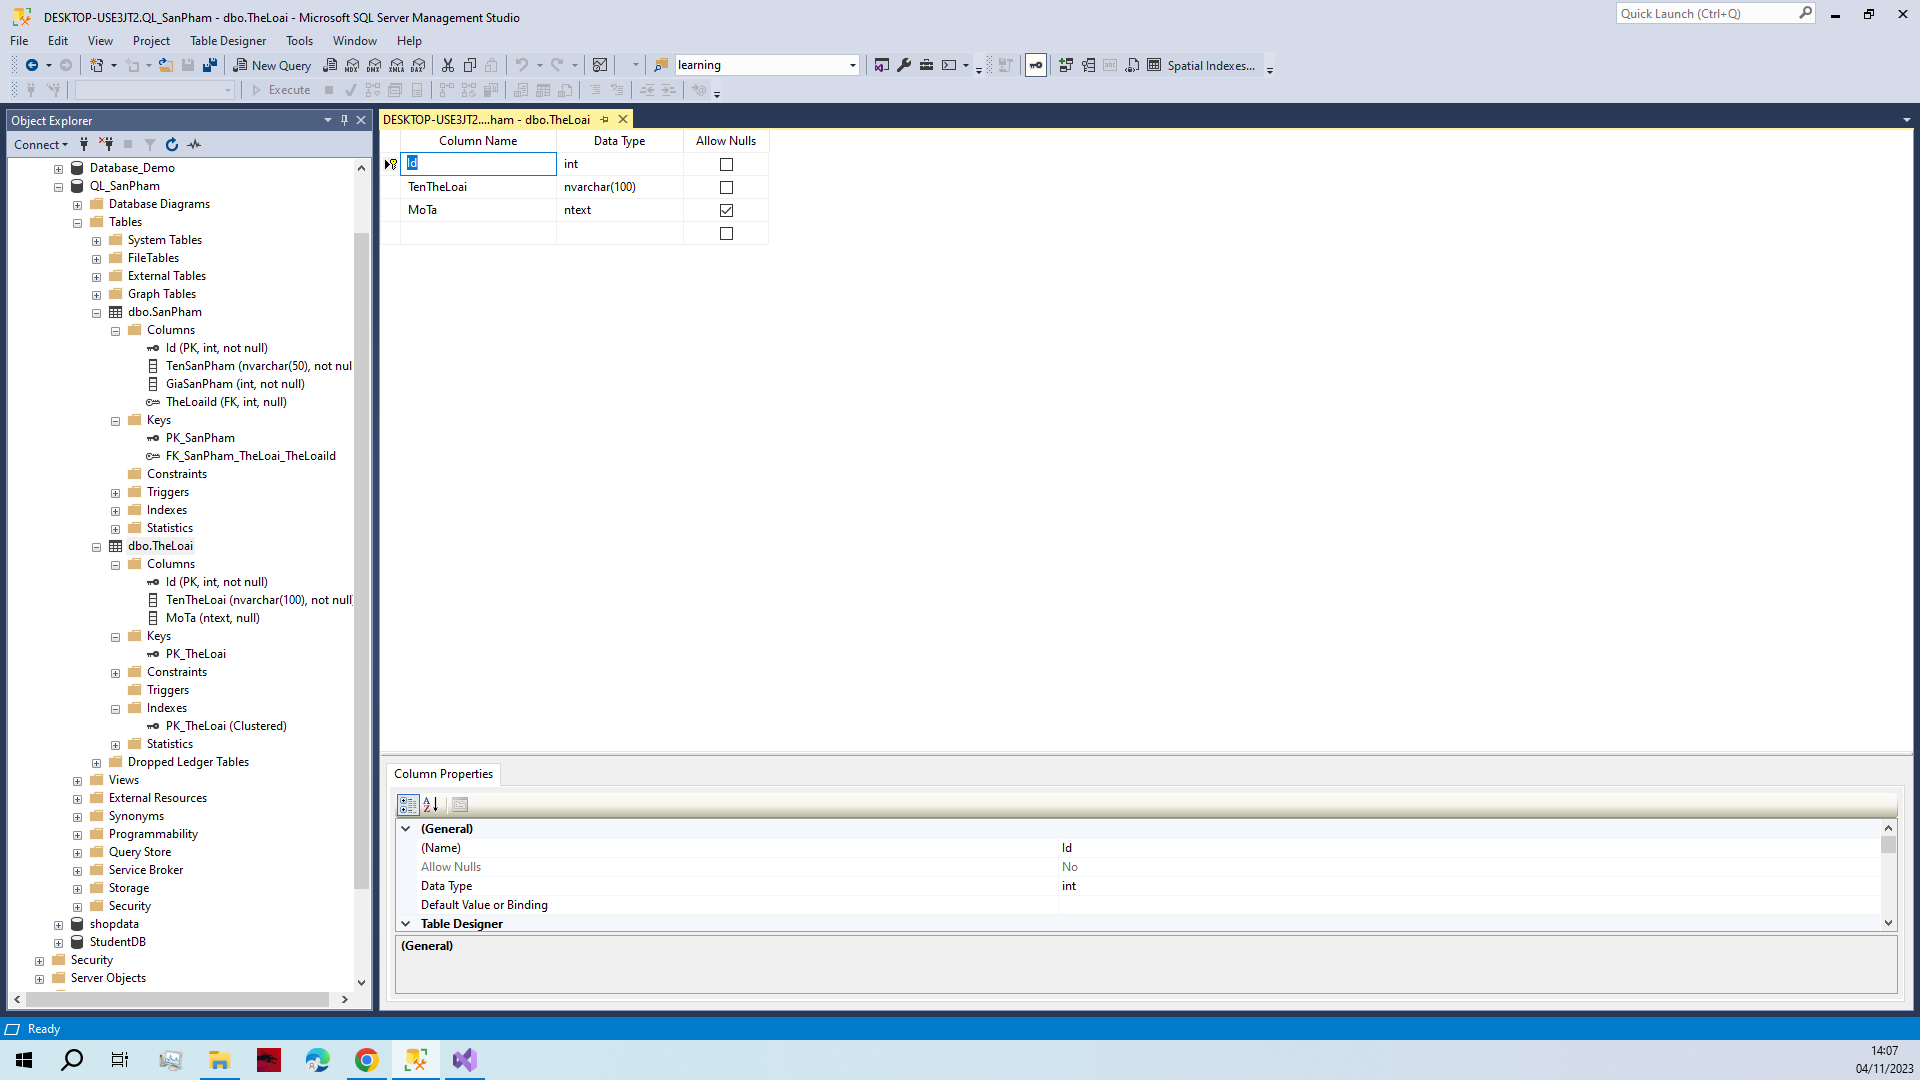 DESKTOP-USE3JT2.QL_SanPham - dbo.TheLoai - Microsoft SQL Server Management Studio
Quick Launch (Ctrl+Q)
File Edit View Project Table Designer Tools Window Help
New Query
MDX DMX XMLA DAX
learning
Spatial Indexes...
Execute
Object Explorer
Connect
Database_Demo
QL_SanPham
Database Diagrams
Tables
System Tables
FileTables
External Tables
Graph Tables
dbo.SanPham
Columns
Id (PK, int, not null)
TenSanPham (nvarchar(50), not nul
GiaSanPham (int, not null)
TheLoaiId (FK, int, null)
Keys
PK_SanPham
FK_SanPham_TheLoai_TheLoaiId
Constraints
Triggers
Indexes
Statistics
dbo.TheLoai
Columns
Id (PK, int, not null)
TenTheLoai (nvarchar(100), not null
MoTa (ntext, null)
Keys
PK_TheLoai
Constraints
Triggers
Indexes
PK_TheLoai (Clustered)
Statistics
Dropped Ledger Tables
Views
External Resources
Synonyms
Programmability
Query Store
Service Broker
Storage
Security
shopdata
StudentDB
Security
Server Objects
DESKTOP-USE3JT2....ham - dbo.TheLoai
Column Name Data Type Allow Nulls
Id int
TenTheLoai nvarchar(100)
MoTa ntext
Column Properties
(General)
(Name) Id
Allow Nulls No
Data Type int
Default Value or Binding
Table Designer
(General)
Ready
14:07
04/11/2023